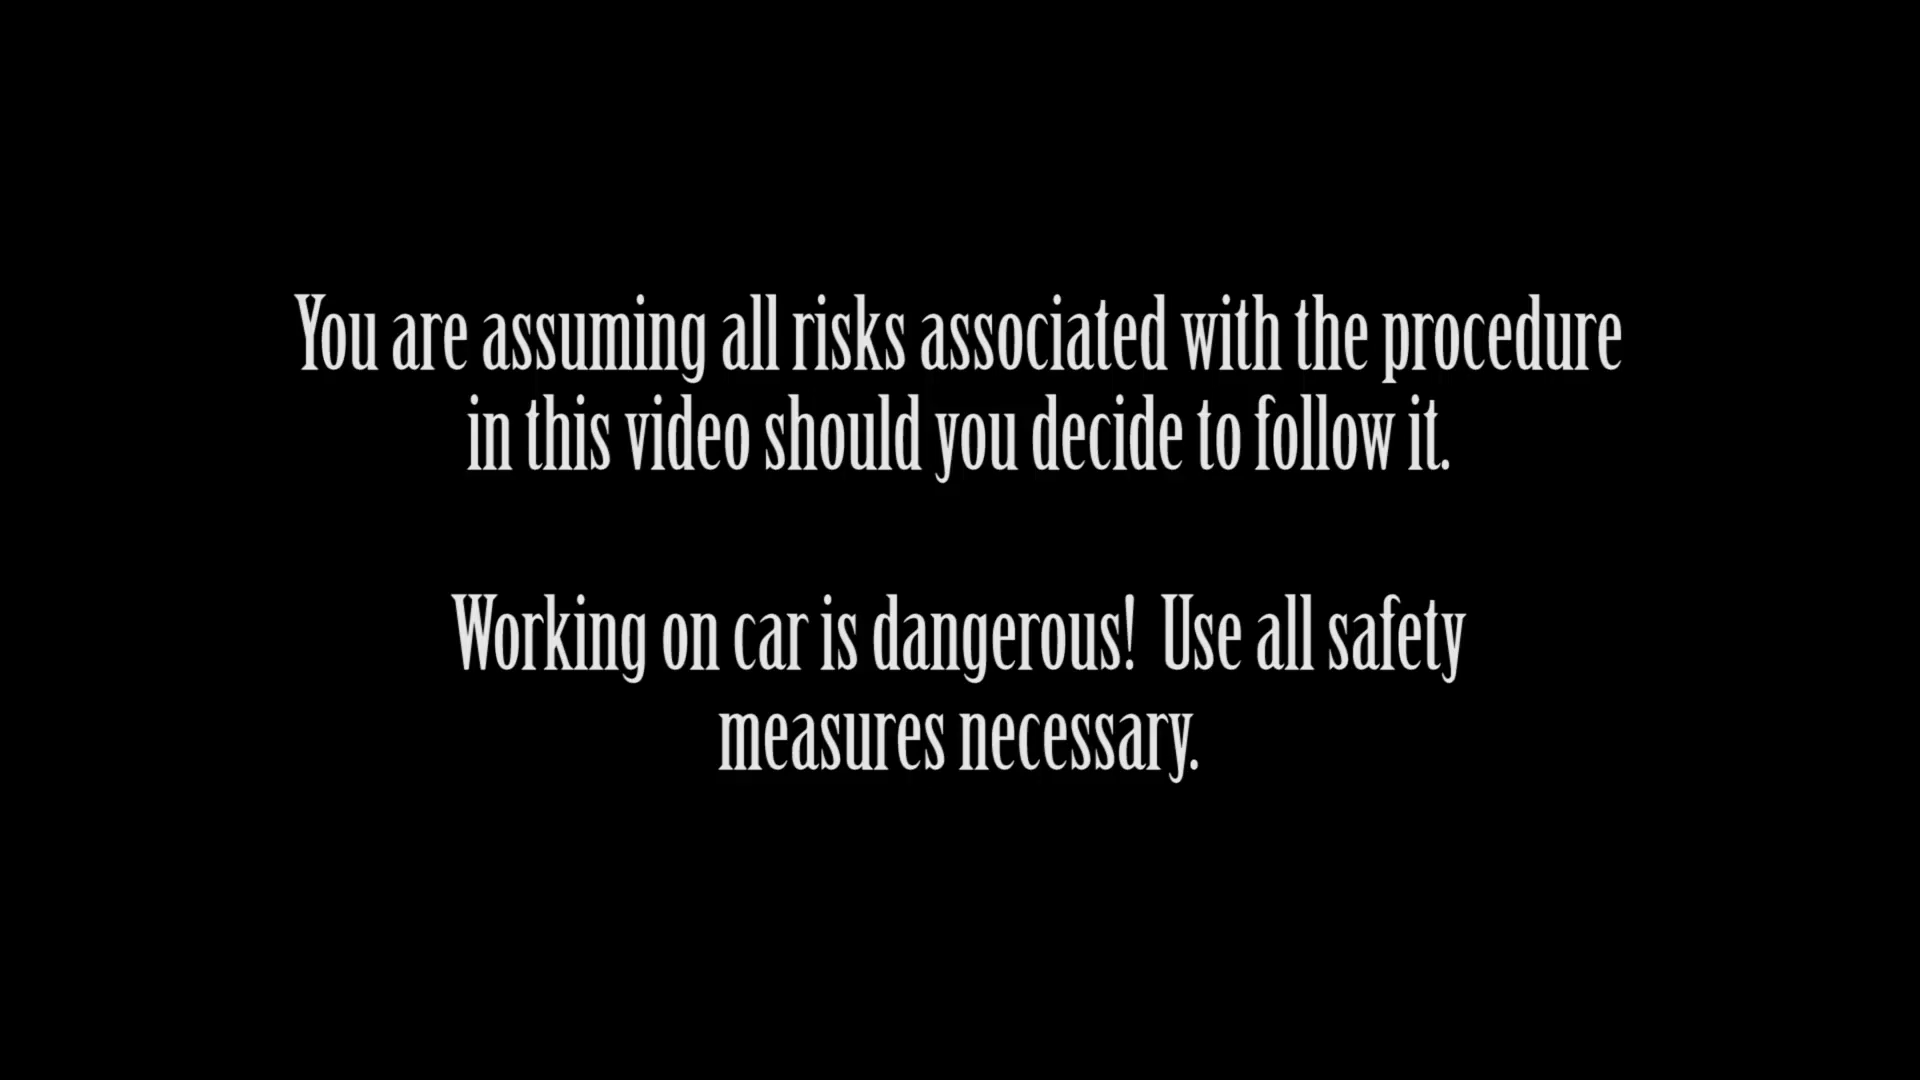 You are assuming all risks associated with the procedure
in this video should you decide to follow it.
Working on car is dangerous!  Use all safety
measures necessary.